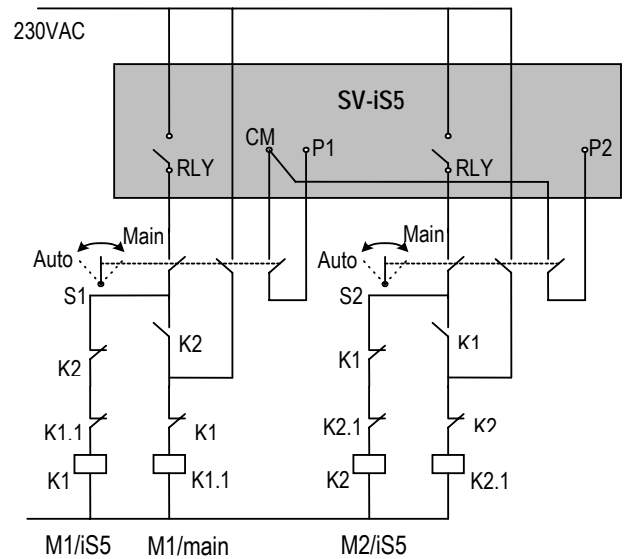 230VAC
SV-iS5
CM P1 P2
RLY RLY
Main Main
Auto Auto
S1 S2
K2 K1
K2 K1
K1.1 K1 K2.1 K2
K1 K1.1 K2 K2.1
M1/iS5 M1/main M2/iS5